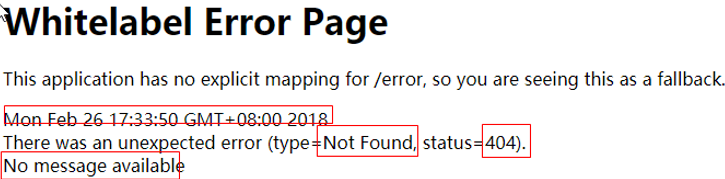 Whitelabel Error Page
This application has no explicit mapping for /error, so you are seeing this as a fallback.
Mon Feb 26 17:33:50 GMT+08:00 2018
There was an unexpected error (type=Not Found, status=404).
No message available